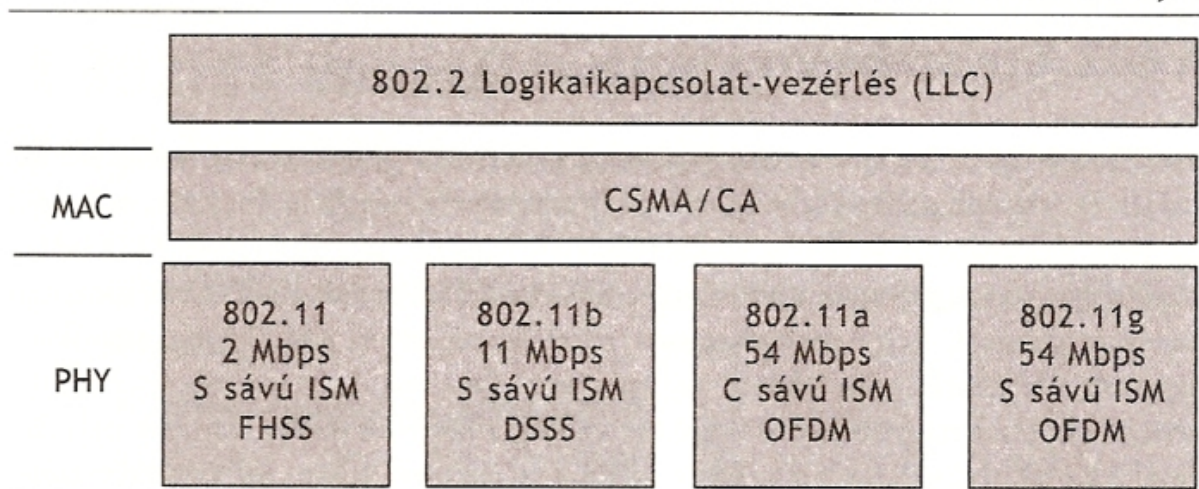 802.2 Logikaikapcsolat-vezérlés (LLC)
MAC
CSMA/CA
PHY
802.11
2 Mbps
S sávú ISM
FHSS
802.11b
11 Mbps
S sávú ISM
DSSS
802.11a
54 Mbps
C sávú ISM
OFDM
802.11g
54 Mbps
S sávú ISM
OFDM